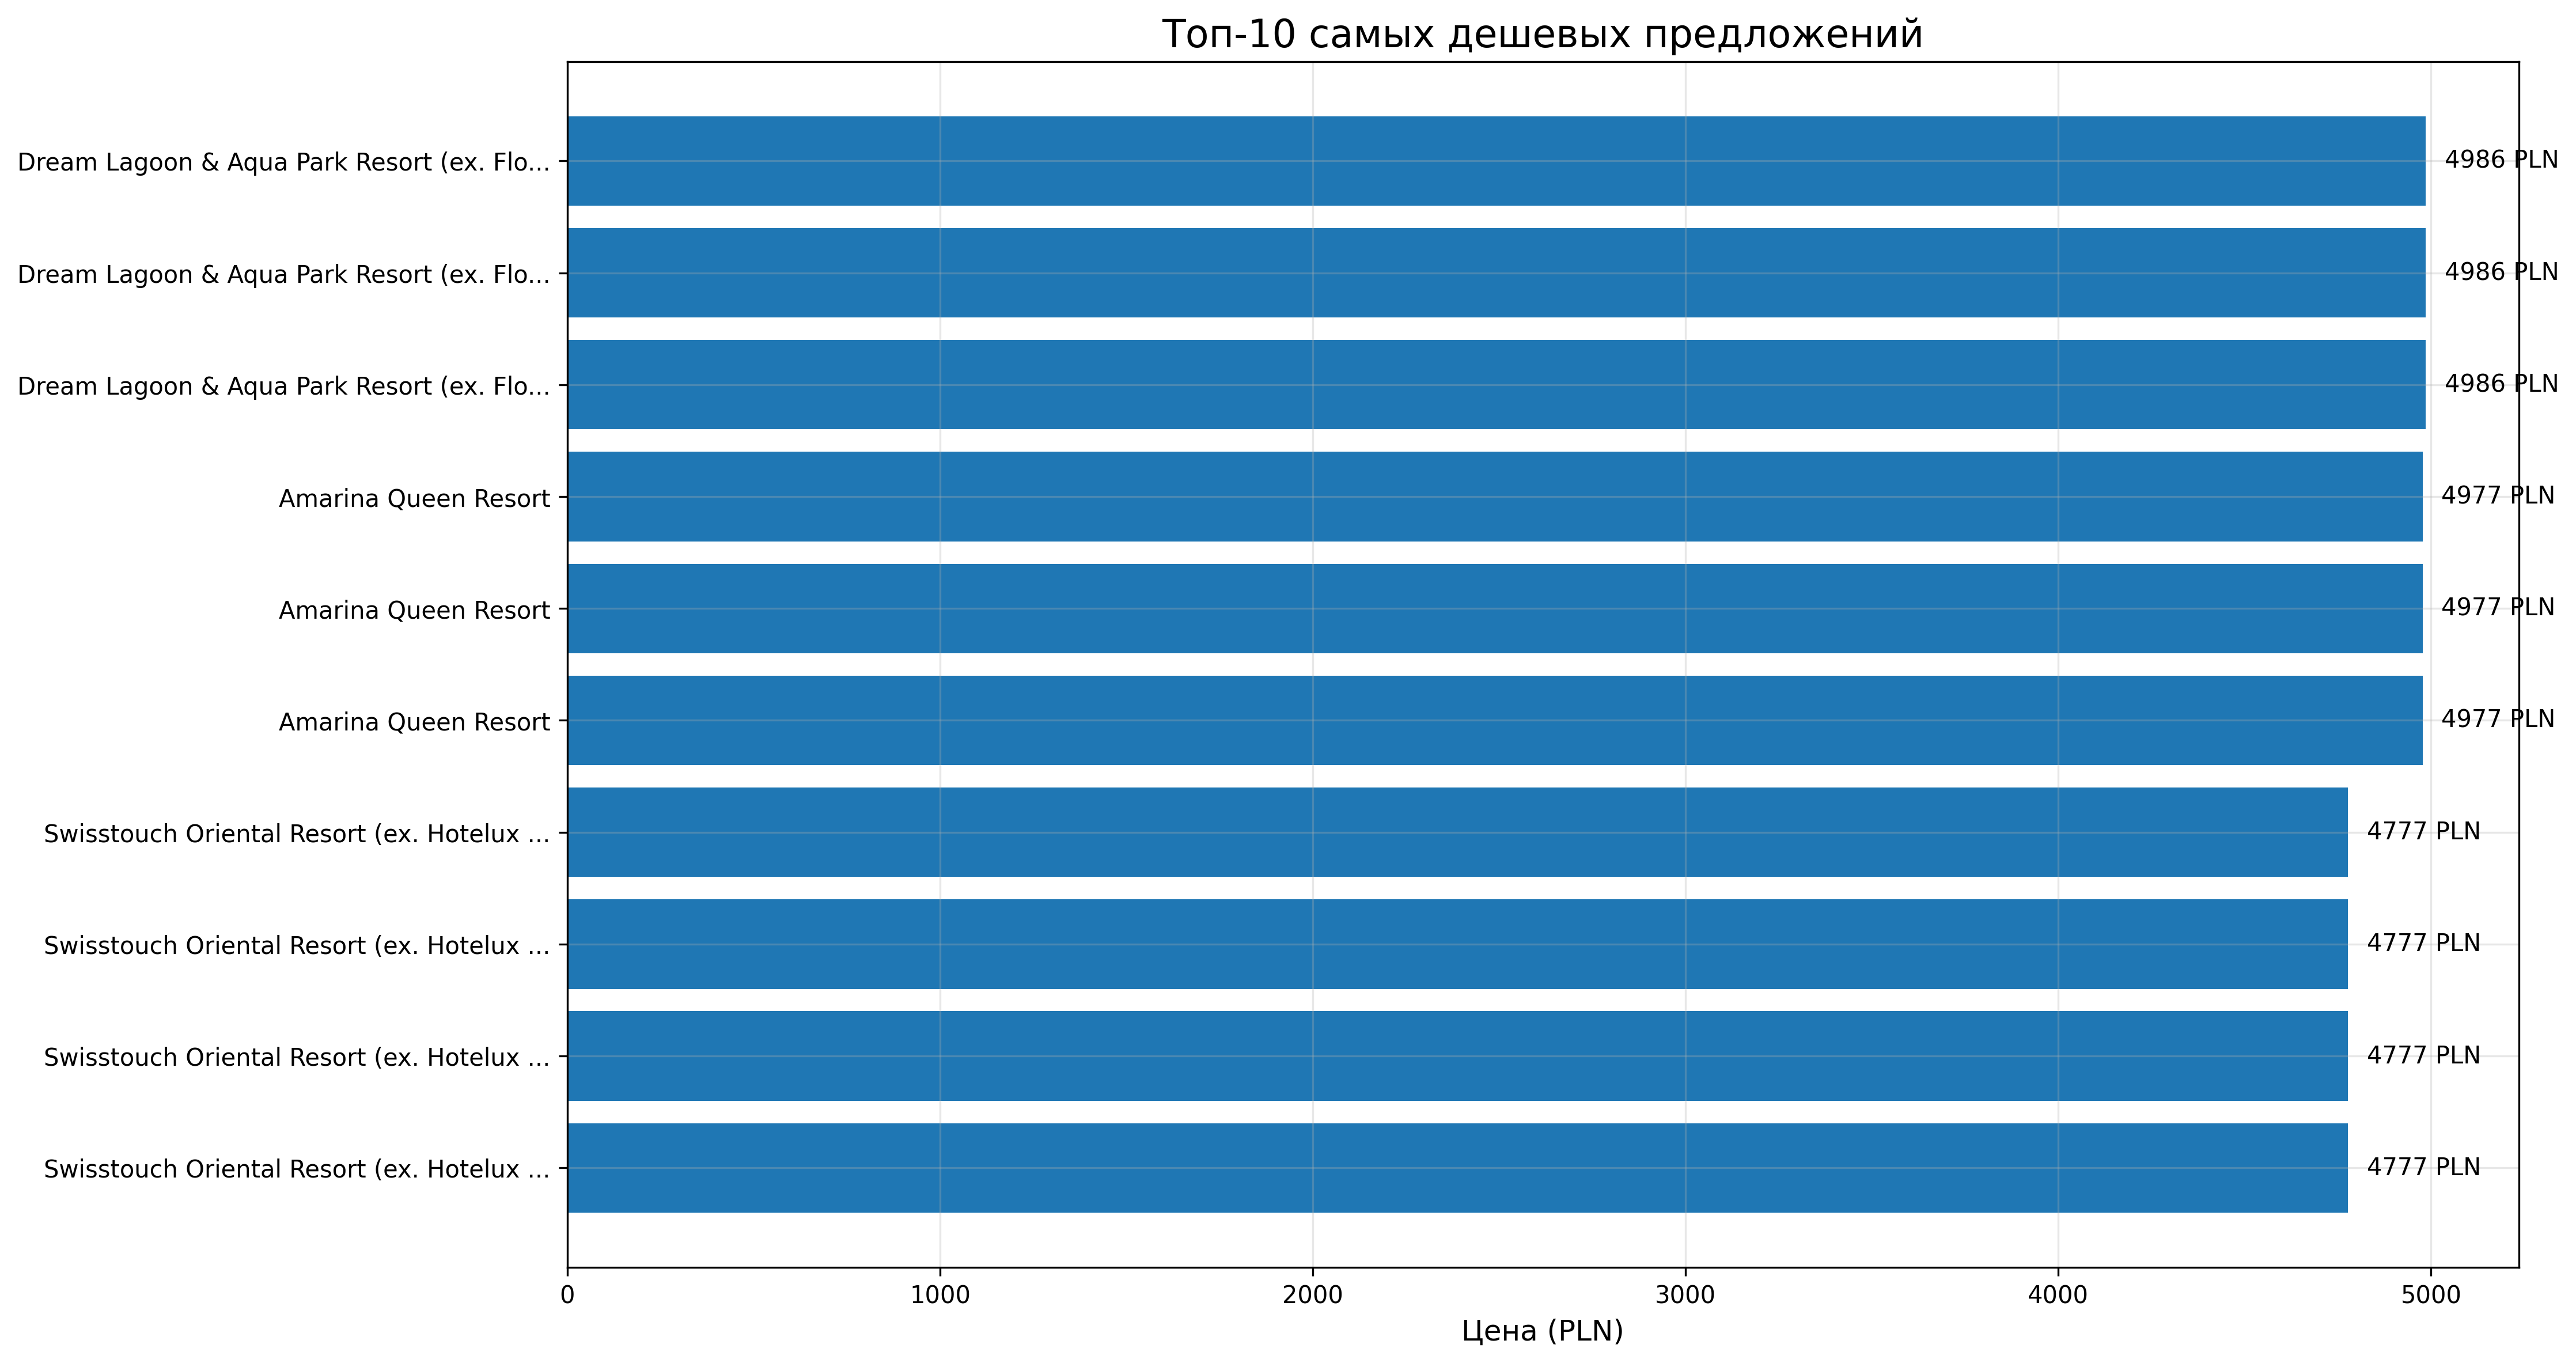 Топ-10 самых дешевых предложений
Dream Lagoon & Aqua Park Resort (ex. Flo... 4986 PLN
Dream Lagoon & Aqua Park Resort (ex. Flo... 4986 PLN
Dream Lagoon & Aqua Park Resort (ex. Flo... 4986 PLN
Amarina Queen Resort 4977 PLN
Amarina Queen Resort 4977 PLN
Amarina Queen Resort 4977 PLN
Swisstouch Oriental Resort (ex. Hotelux ... 4777 PLN
Swisstouch Oriental Resort (ex. Hotelux ... 4777 PLN
Swisstouch Oriental Resort (ex. Hotelux ... 4777 PLN
Swisstouch Oriental Resort (ex. Hotelux ... 4777 PLN
0 1000 2000 3000 4000 5000
Цена (PLN)